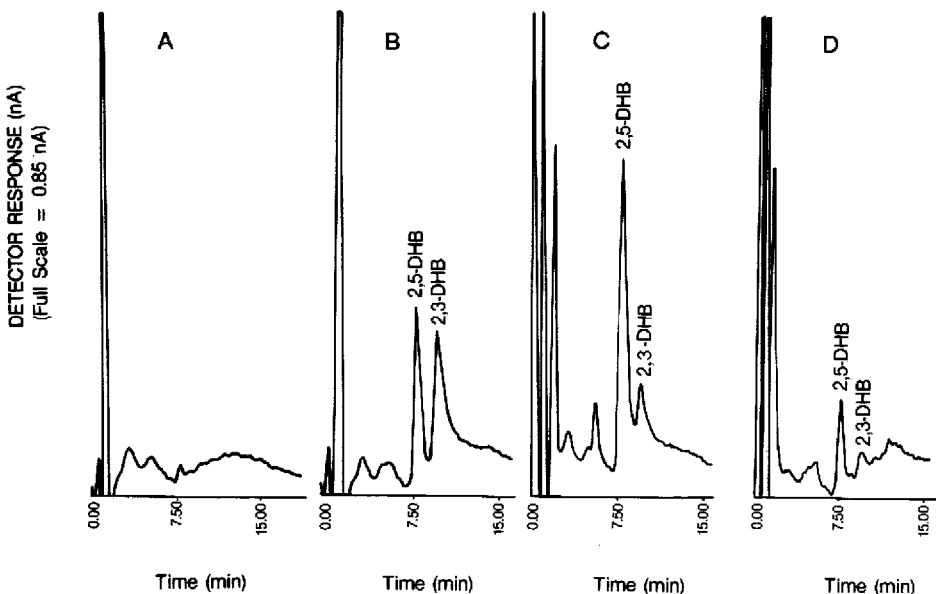 DETECTOR RESPONSE (nA)
(Full Scale = 0.85 nA)
A
B
C
D
2,5-DHB
2,3-DHB
2,5-DHB
2,3-DHB
2,5-DHB
2,3-DHB
0.00 7.50 15.00
0.00 7.50 15.00
0.00 7.50 15.00
0.00 7.50 15.00
Time (min)
Time (min)
Time (min)
Time (min)